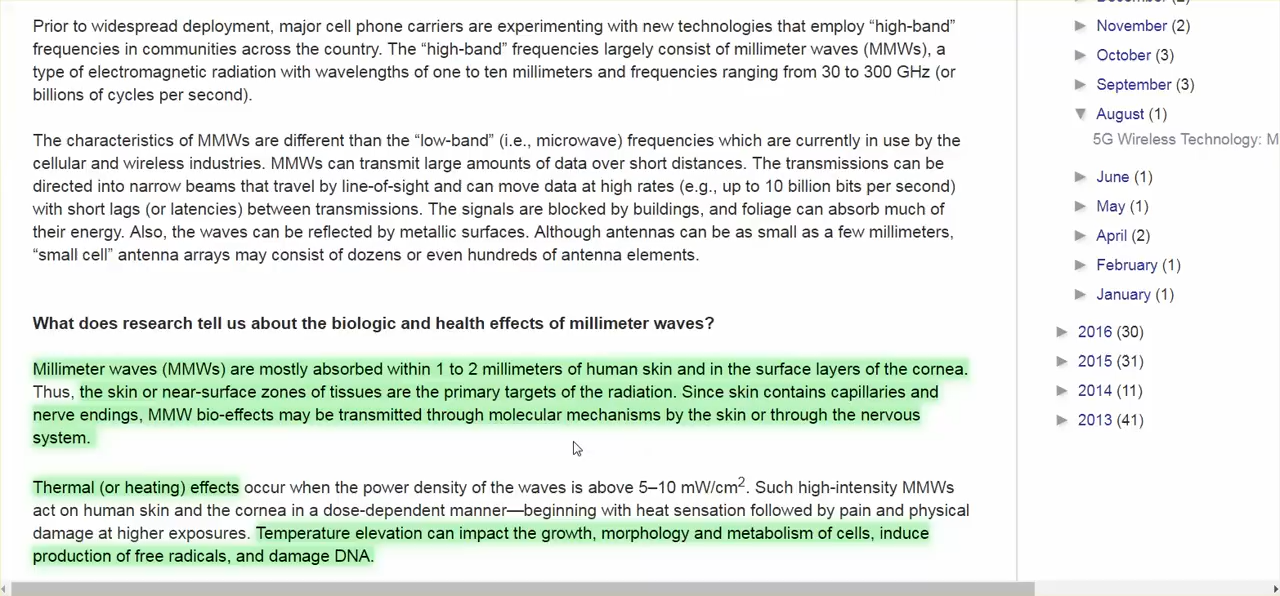 Prior to widespread deployment, major cell phone carriers are experimenting with new technologies that employ “high-band”
frequencies in communities across the country. The “high-band” frequencies largely consist of millimeter waves (MMWs), a
type of electromagnetic radiation with wavelengths of one to ten millimeters and frequencies ranging from 30 to 300 GHz (or
billions of cycles per second).
The characteristics of MMWs are different than the “low-band” (i.e., microwave) frequencies which are currently in use by the
cellular and wireless industries. MMWs can transmit large amounts of data over short distances. The transmissions can be
directed into narrow beams that travel by line-of-sight and can move data at high rates (e.g., up to 10 billion bits per second)
with short lags (or latencies) between transmissions. The signals are blocked by buildings, and foliage can absorb much of
their energy. Also, the waves can be reflected by metallic surfaces. Although antennas can be as small as a few millimeters,
“small cell” antenna arrays may consist of dozens or even hundreds of antenna elements.
What does research tell us about the biologic and health effects of millimeter waves?
Millimeter waves (MMWs) are mostly absorbed within 1 to 2 millimeters of human skin and in the surface layers of the cornea.
Thus, the skin or near-surface zones of tissues are the primary targets of the radiation. Since skin contains capillaries and
nerve endings, MMW bio-effects may be transmitted through molecular mechanisms by the skin or through the nervous
system.
Thermal (or heating) effects occur when the power density of the waves is above 5–10 mW/cm2. Such high-intensity MMWs
act on human skin and the cornea in a dose-dependent manner—beginning with heat sensation followed by pain and physical
damage at higher exposures. Temperature elevation can impact the growth, morphology and metabolism of cells, induce
production of free radicals, and damage DNA.
December (2)
November (2)
October (3)
September (3)
August (1)
5G Wireless Technology: M
June (1)
May (1)
April (2)
February (1)
January (1)
2016 (30)
2015 (31)
2014 (11)
2013 (41)